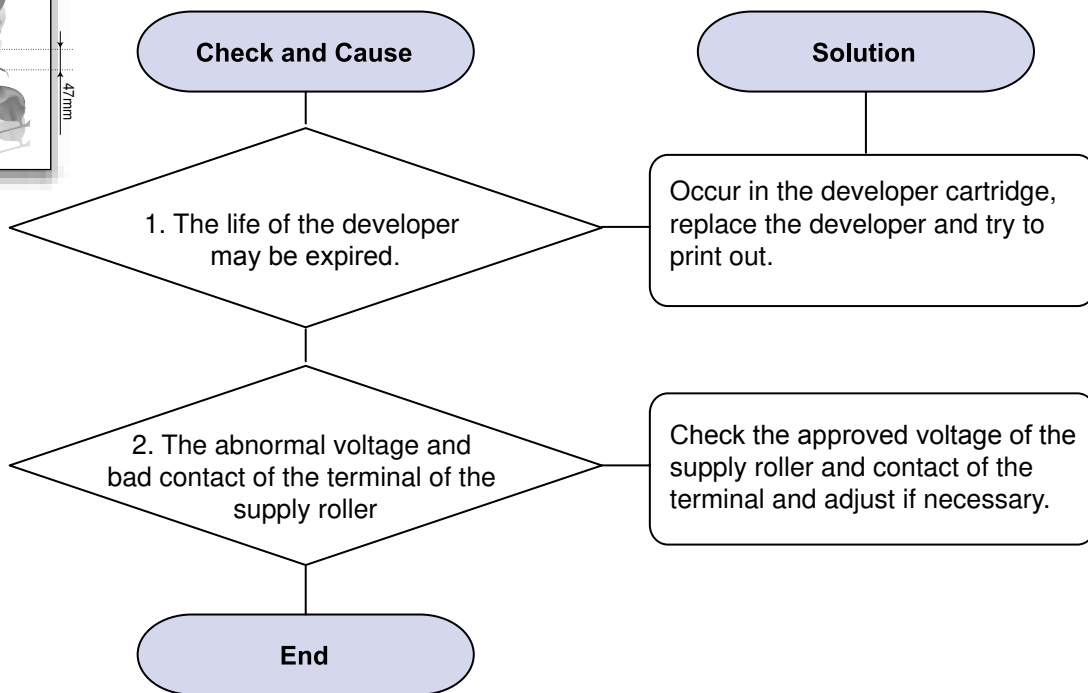 47mm
Check and Cause
Solution
1. The life of the developer
may be expired.
Occur in the developer cartridge,
replace the developer and try to
print out.
2. The abnormal voltage and
bad contact of the terminal of the
supply roller
Check the approved voltage of the
supply roller and contact of the
terminal and adjust if necessary.
End